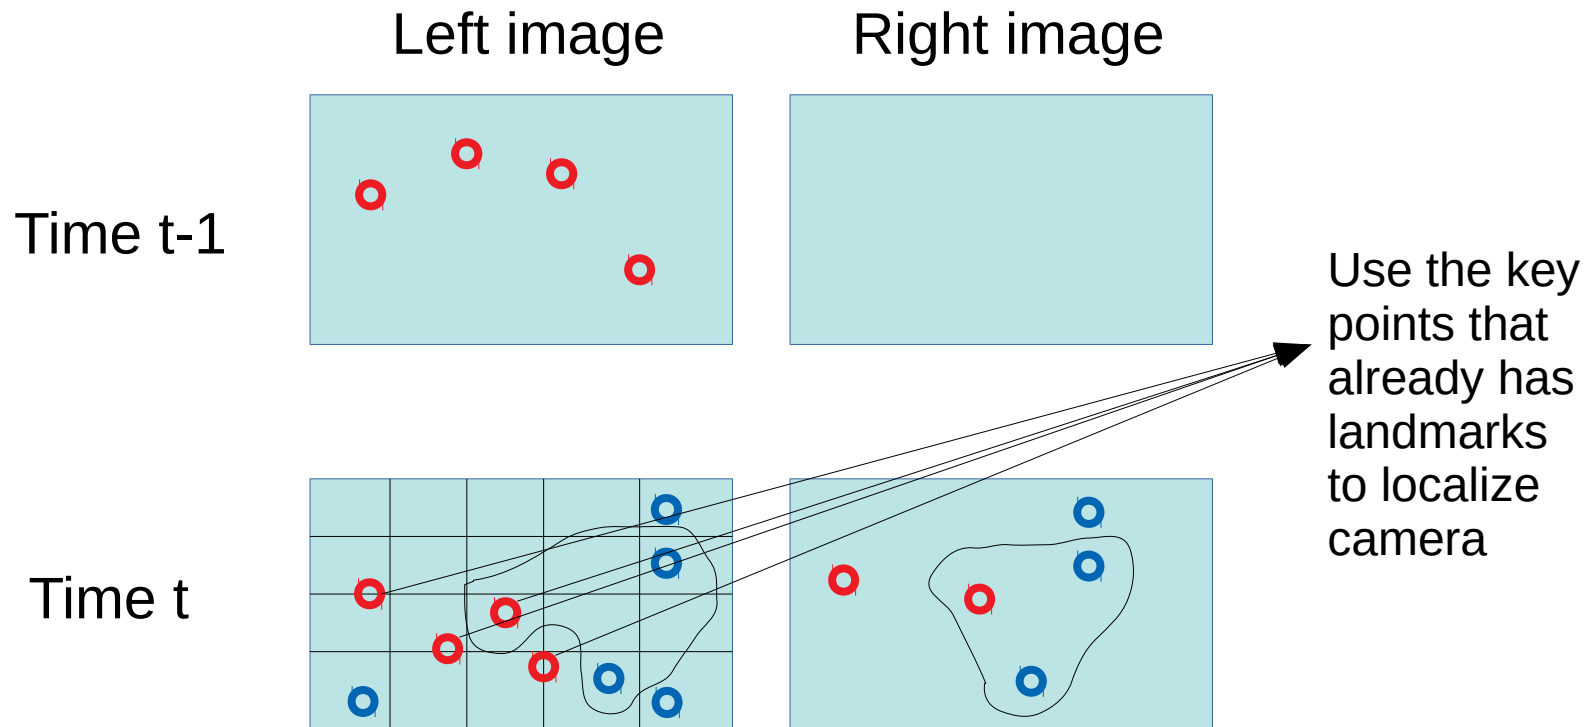 Left image
Right image
Time t-1
Use the key
points that
already has
landmarks
to localize
camera
Time t